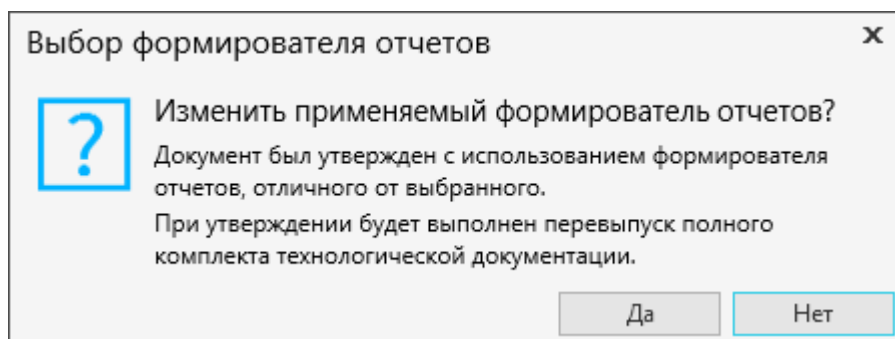 Выбор формирователя отчетов
x
?
Изменить применяемый формирователь отчетов?
Документ был утвержден с использованием формирователя
отчетов, отличного от выбранного.
При утверждении будет выполнен перевыпуск полного
комплекта технологической документации.
Да
Нет